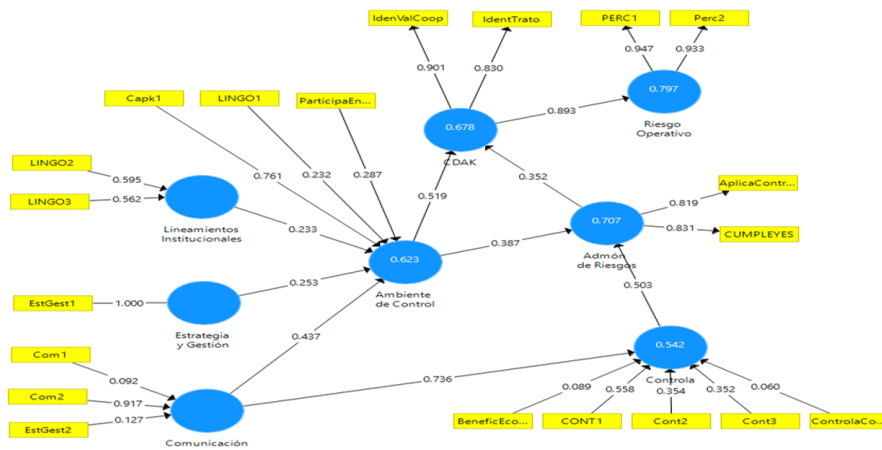 IdenValCoop
IdentTrato
PERC1
Perc2
0.901
0.830
0.947
0.933
Capk1
LINGO1
ParticipaEn...
0.797
Riesgo
Operativo
0.678
CDAK
0.893
LINGO2
0.595
LINGO3
0.562
0.761
0.232
0.287
0.519
0.352
AplicaContr...
0.819
0.831
CUMPLEYES
Lineamientos
Institucionales
0.233
0.707
Admón
de Riesgos
0.387
0.623
Ambiente
de Control
EstGest1
1.000
0.253
Estrategia
y Gestión
0.503
0.437
Com1
0.092
Com2
0.917
EstGest2
0.127
Comunicación
0.736
0.542
Controla
0.089
558
0.354
0.352
0.060
BeneficEco...
CONT1
Cont2
Cont3
ControlaCo...